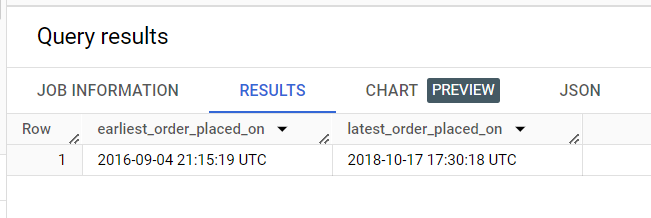 Query results
JOB INFORMATION RESULTS CHART PREVIEW JSON
Row earliest_order_placed_on latest_order_placed_on
1 2016-09-04 21:15:19 UTC 2018-10-17 17:30:18 UTC